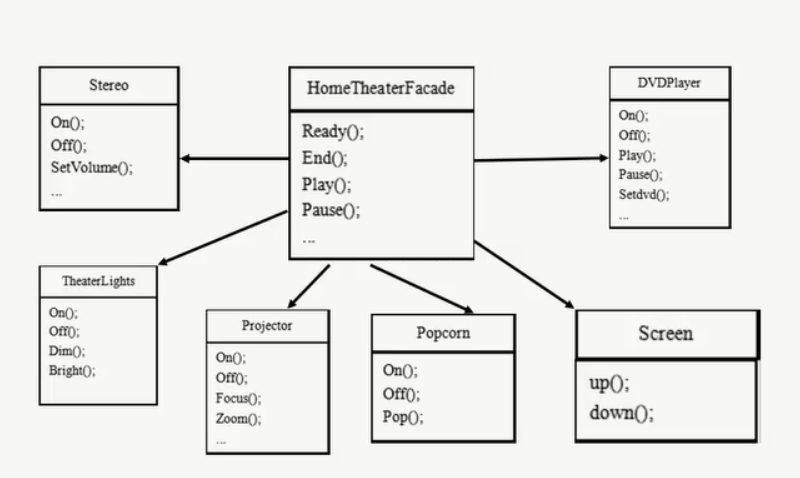 Stereo
On();
Off();
SetVolume();
...
HomeTheaterFacade
Ready();
End();
Play();
Pause();
...
DVDPlayer
On();
Off();
Play();
Pause();
Setdvd();
...
TheaterLights
On();
Off();
Dim();
Bright();
Projector
On();
Off();
Focus();
Zoom();
...
Popcorn
On();
Off();
Pop();
Screen
up();
down();